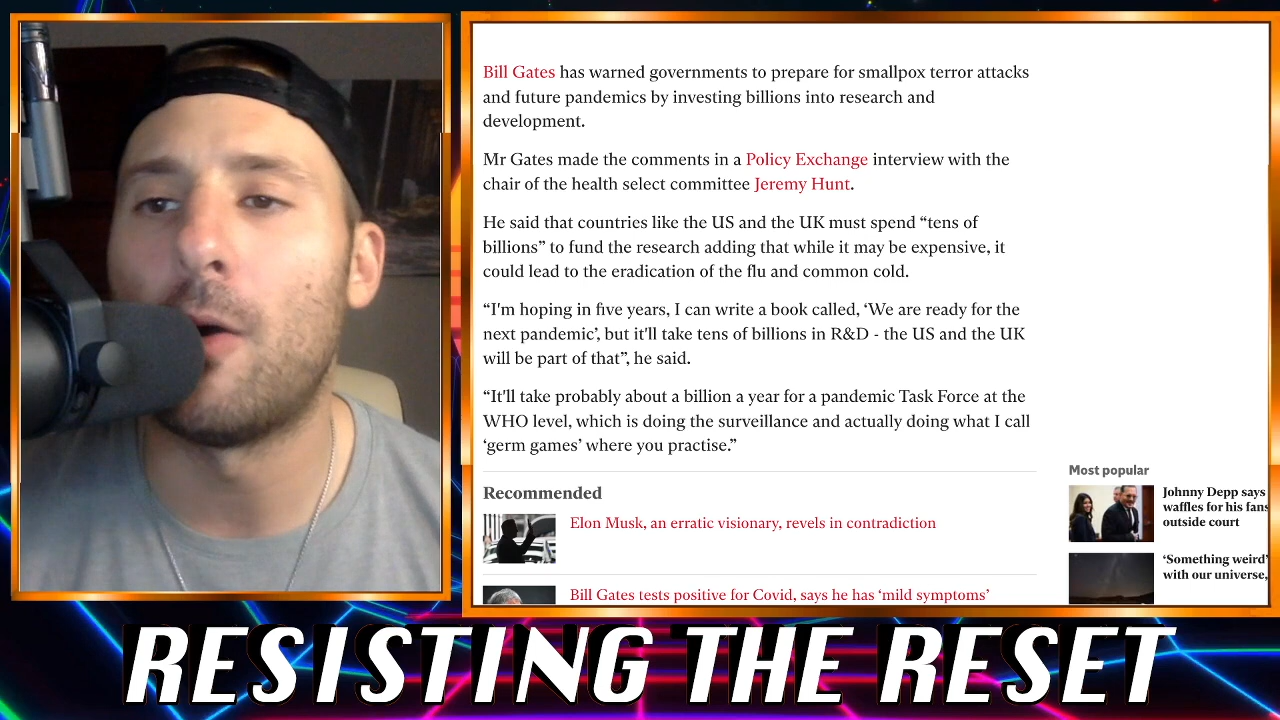 Bill Gates has warned governments to prepare for smallpox terror attacks
and future pandemics by investing billions into research and
development.
Mr Gates made the comments in a Policy Exchange interview with the
chair of the health select committee Jeremy Hunt.
He said that countries like the US and the UK must spend “tens of
billions” to fund the research adding that while it may be expensive, it
could lead to the eradication of the flu and common cold.
“I'm hoping in five years, I can write a book called, ‘We are ready for the
next pandemic’, but it'll take tens of billions in R&D - the US and the UK
will be part of that”, he said.
“It'll take probably about a billion a year for a pandemic Task Force at the
WHO level, which is doing the surveillance and actually doing what I call
‘germ games’ where you practise.”
Recommended
Elon Musk, an erratic visionary, revels in contradiction
Bill Gates tests positive for Covid, says he has ‘mild symptoms’
Most popular
Johnny Depp says
waffles for his fans
outside court
‘Something weird’
with our universe,
RESISTING THE RESET